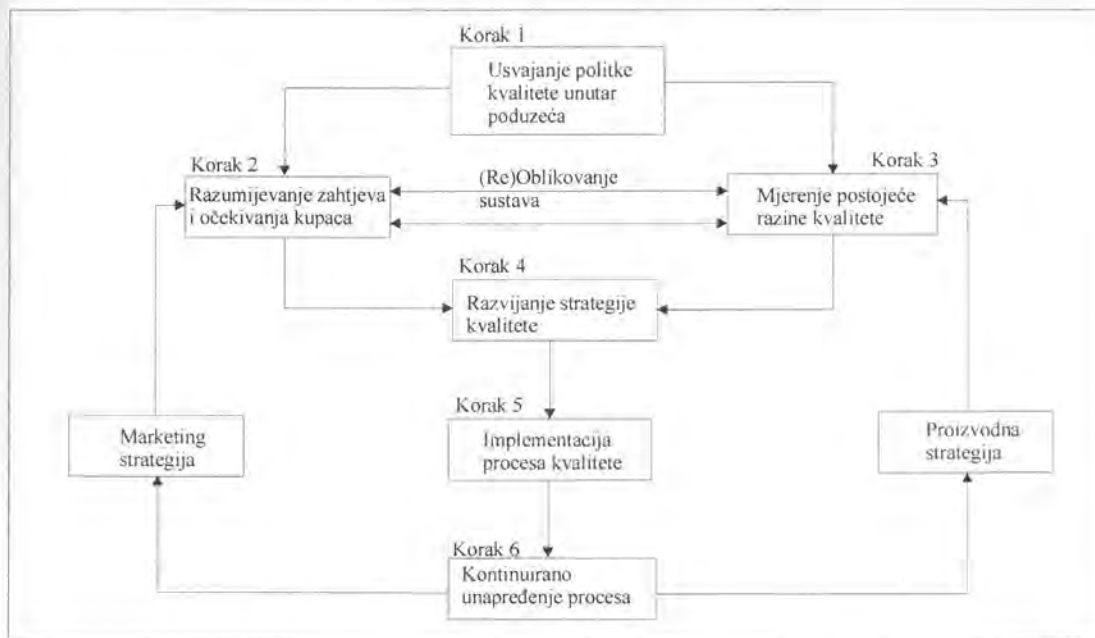 Korak 1
Usvajanje politke
kvalitete unutar
poduzeća
Korak 2
Razumijevanje zahtjeva
i očekivanja kupaca
(Re)Oblikovanje
sustava
Korak 3
Mjerenje postojeće
razine kvalitete
Korak 4
Razvijanje strategije
kvalitete
Marketing
strategija
Korak 5
Implementacija
procesa kvalitete
Proizvodna
strategija
Korak 6
Kontinuirano
unapređenje procesa